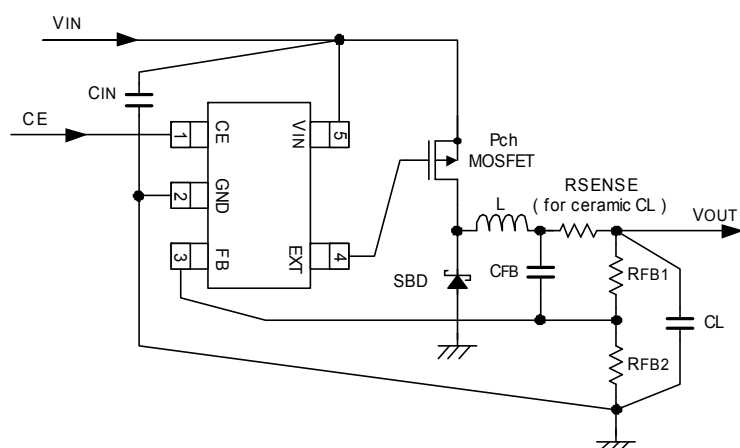 VIN
CIN
CE
1
CE
VIN
5
Pch
MOSFET
2
GND
RSENSE
( for ceramic CL )
VOUT
L
3
FB
EXT
4
CFB
RFB1
SBD
CL
RFB2